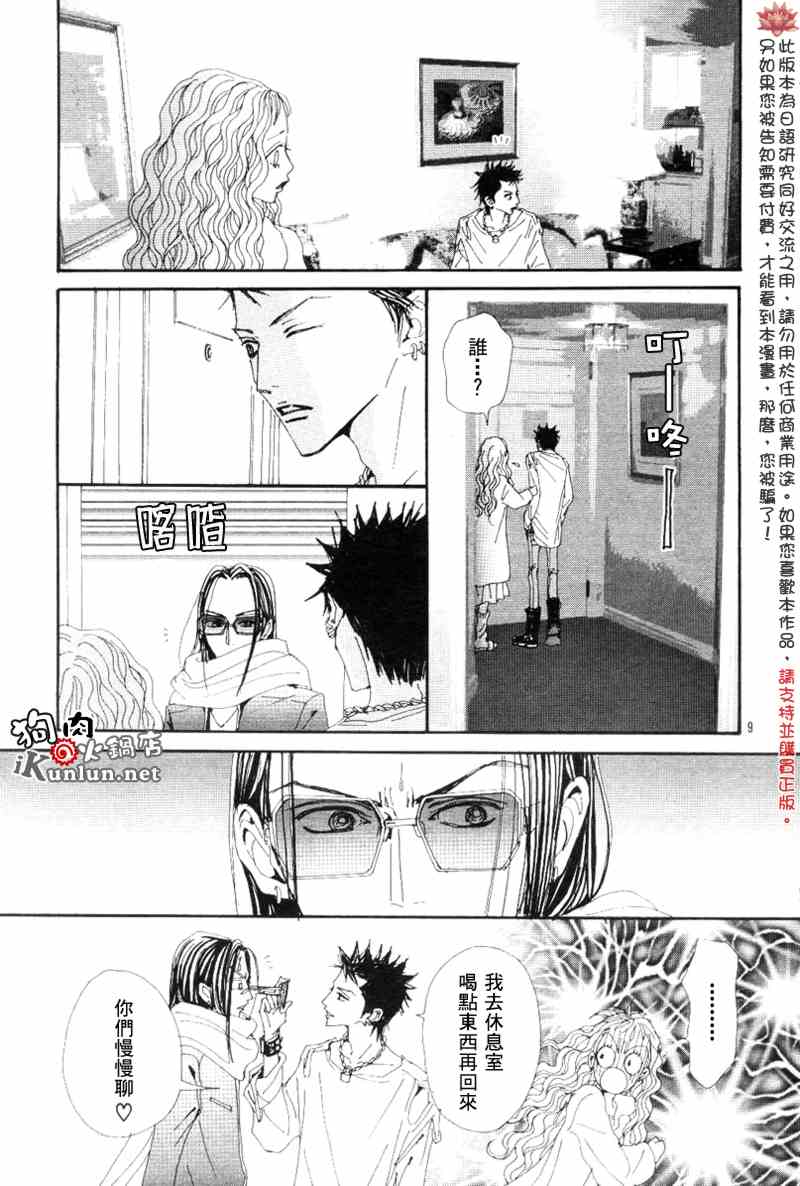 此版本為日語研究同好交流之用，請勿用於任何商業用途。如果您喜歡本作品，請支持並購買正版。
另如果您被告知需要付費，才能看到本漫畫，那麼，您被騙了！
叮——咚——
誰…?
喀
喳
9
狗肉
火鍋店
iKunlun.net
………
我去休息室
喝點東西再回來
你們慢慢聊♡